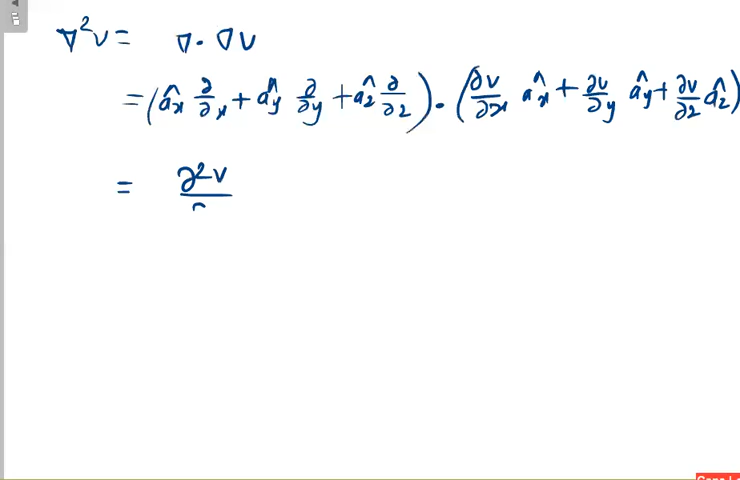 ∇²V = ∇ · ∇V
= (âx ∂/∂x + ây ∂/∂y + âz ∂/∂z) · (∂V/∂x âx + ∂V/∂y ây + ∂V/∂z âz)
= ∂²V